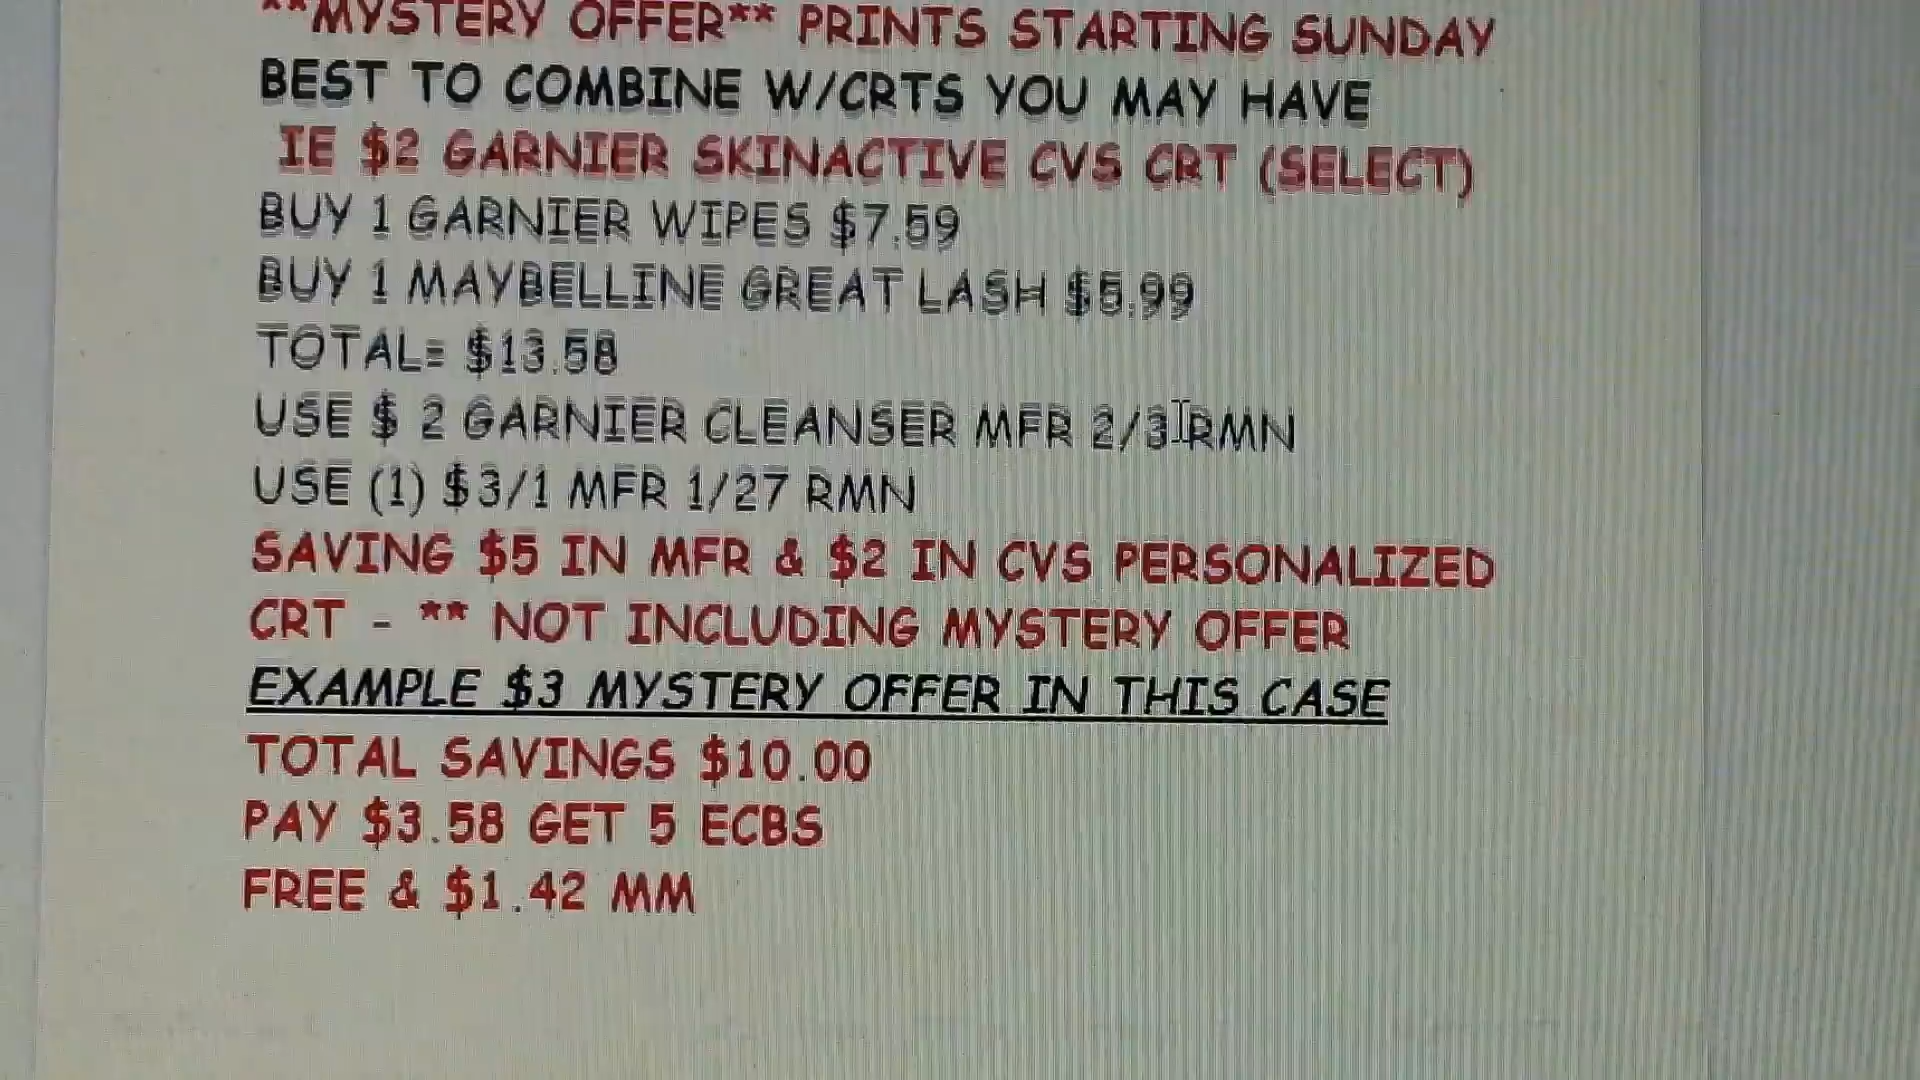 **MYSTERY OFFER** PRINTS STARTING SUNDAY
BEST TO COMBINE W/CRTS YOU MAY HAVE
IE $2 GARNIER SKINACTIVE CVS CRT (SELECT)
BUY 1 GARNIER WIPES $7.59
BUY 1 MAYBELLINE GREAT LASH $5.99
TOTAL= $13.58
USE $ 2 GARNIER CLEANSER MFR 2/3 RMN
USE (1) $3/1 MFR 1/27 RMN
SAVING $5 IN MFR & $2 IN CVS PERSONALIZED
CRT - ** NOT INCLUDING MYSTERY OFFER
EXAMPLE $3 MYSTERY OFFER IN THIS CASE
TOTAL SAVINGS $10.00
PAY $3.58 GET 5 ECBS
FREE & $1.42 MM